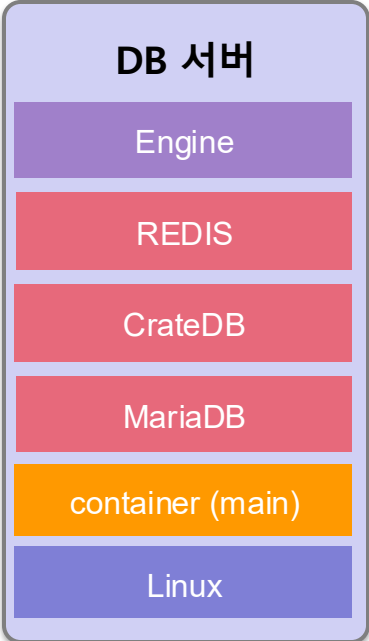 DB 서버
Engine
REDIS
CrateDB
MariaDB
container (main)
Linux